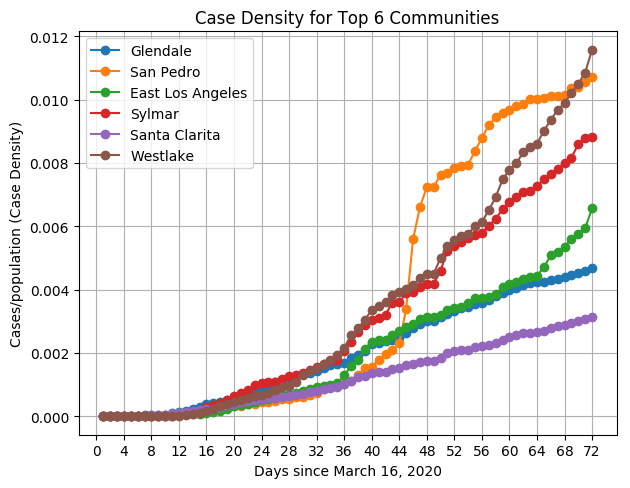 Case Density for Top 6 Communities
Glendale
San Pedro
East Los Angeles
Sylmar
Santa Clarita
Westlake
Cases/population (Case Density)
0.012
0.010
0.008
0.006
0.004
0.002
0.000
0 4 8 12 16 20 24 28 32 36 40 44 48 52 56 60 64 68 72
Days since March 16, 2020